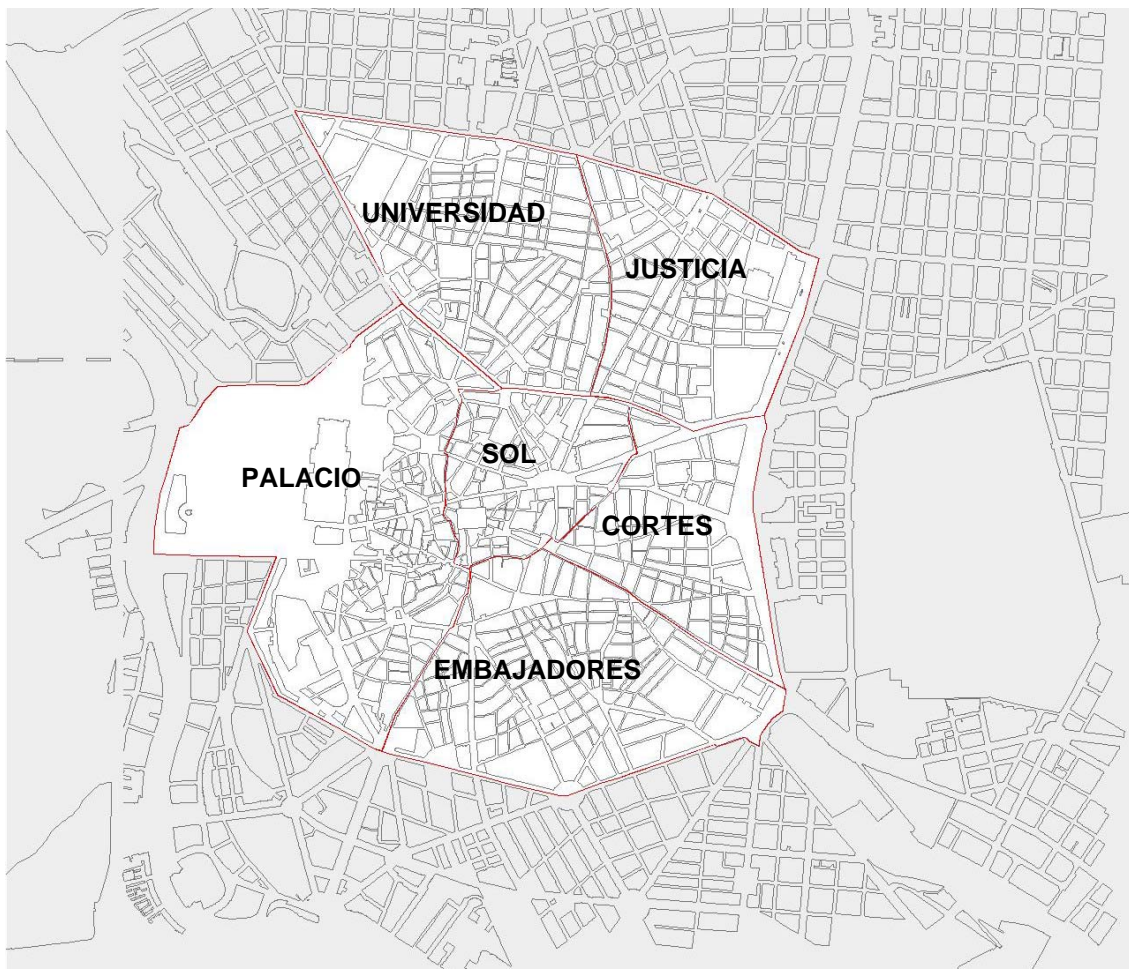 UNIVERSIDAD
JUSTICIA
SOL
PALACIO
CORTES
EMBAJADORES